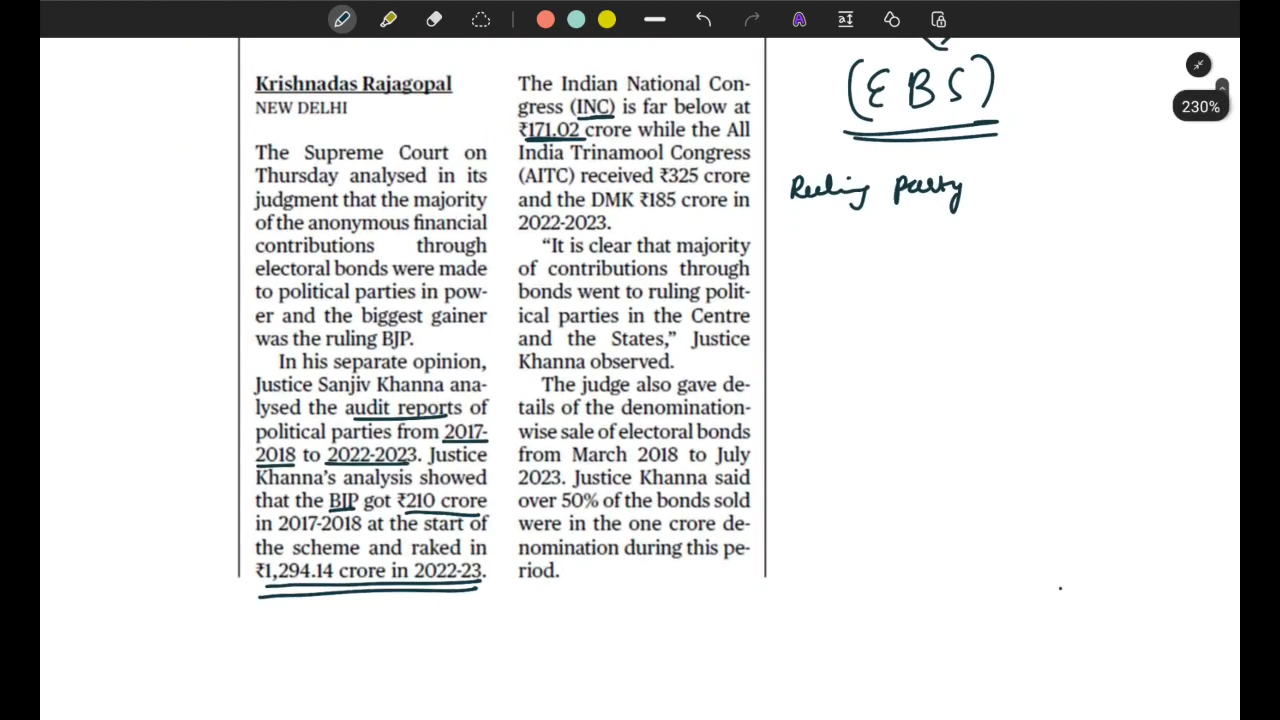 Krishnadas Rajagopal
NEW DELHI
The Supreme Court on
Thursday analysed in its
judgment that the majority
of the anonymous financial
contributions through
electoral bonds were made
to political parties in pow-
er and the biggest gainer
was the ruling BJP.
In his separate opinion,
Justice Sanjiv Khanna ana-
lysed the audit reports of
political parties from 2017-
2018 to 2022-2023. Justice
Khanna's analysis showed
that the BJP got ₹210 crore
in 2017-2018 at the start of
the scheme and raked in
₹1,294.14 crore in 2022-23.
The Indian National Con-
gress (INC) is far below at
₹171.02 crore while the All
India Trinamool Congress
(AITC) received ₹325 crore
and the DMK ₹185 crore in
2022-2023.
“It is clear that majority
of contributions through
bonds went to ruling polit-
ical parties in the Centre
and the States,” Justice
Khanna observed.
The judge also gave de-
tails of the denomination-
wise sale of electoral bonds
from March 2018 to July
2023. Justice Khanna said
over 50% of the bonds sold
were in the one crore de-
nomination during this pe-
riod.
(EBS)
Ruling Party
230%